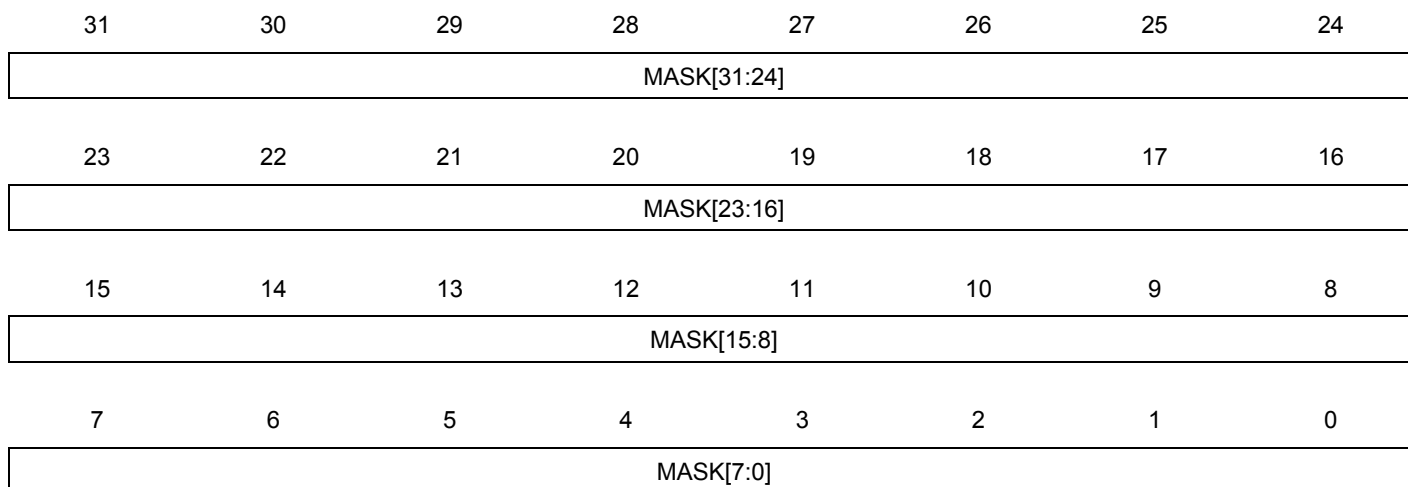 31 30 29 28 27 26 25 24
MASK[31:24]
23 22 21 20 19 18 17 16
MASK[23:16]
15 14 13 12 11 10 9 8
MASK[15:8]
7 6 5 4 3 2 1 0
MASK[7:0]